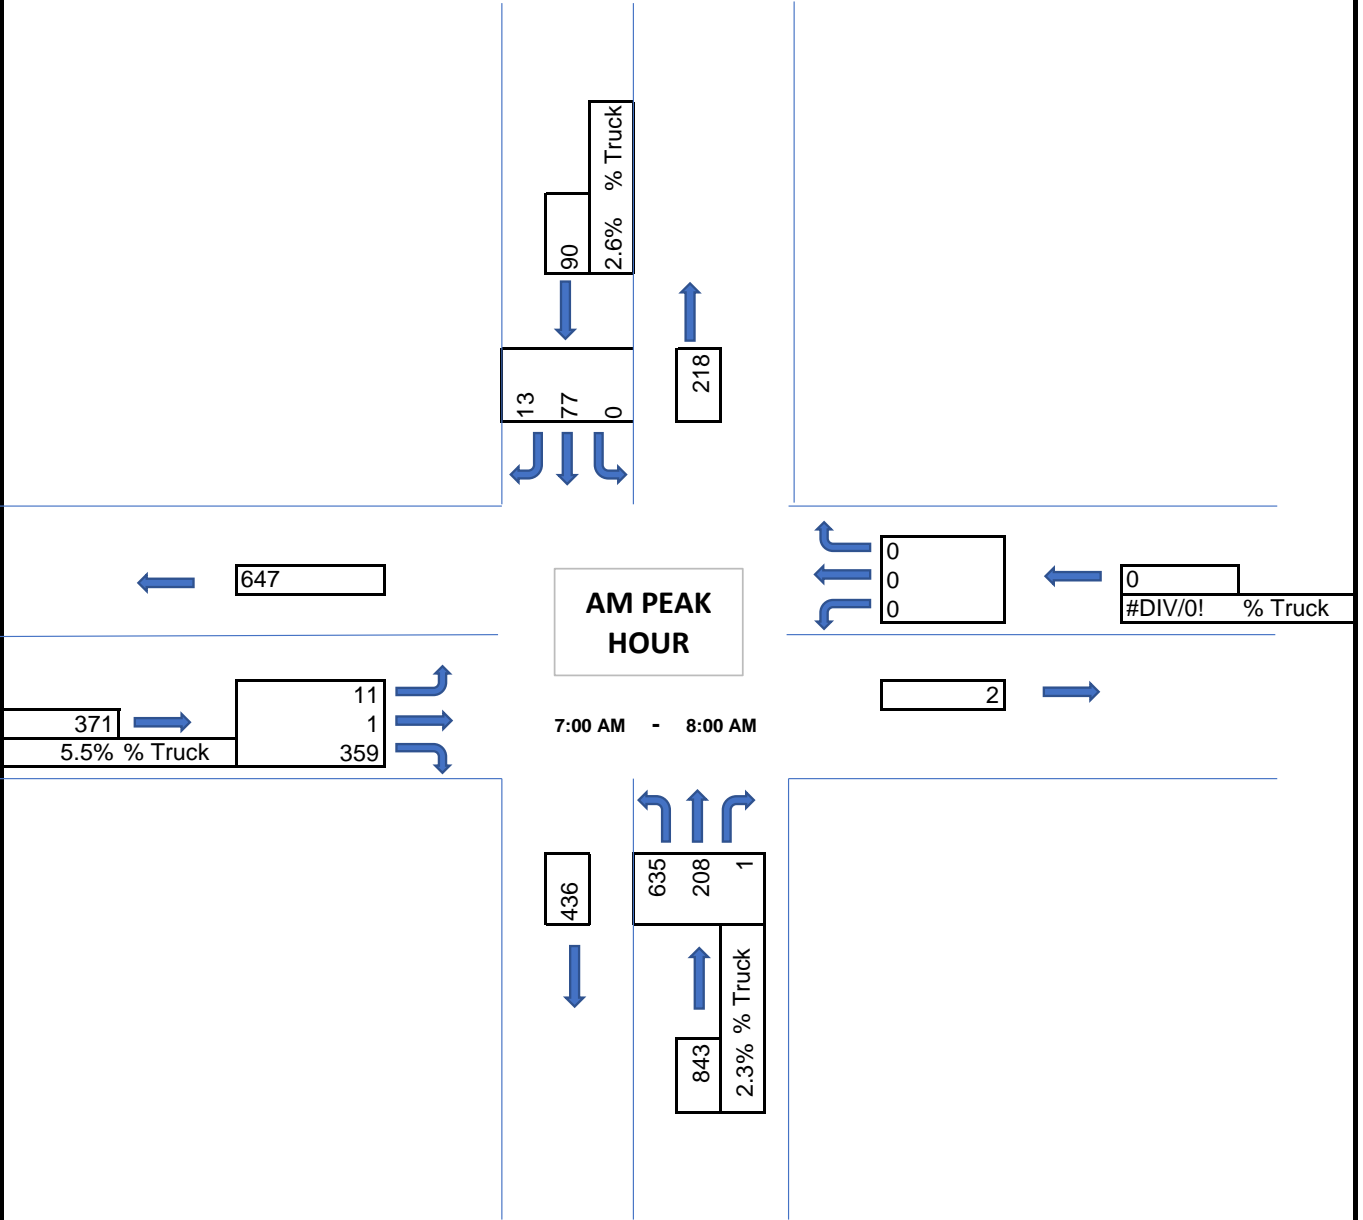 2.6% % Truck
90
218
13
77
0
647
AM PEAK
HOUR
0
0
0
0
#DIV/0! % Truck
11
371
1
5.5% % Truck
359
2
7:00 AM - 8:00 AM
436
635
208
1
843
2.3% % Truck